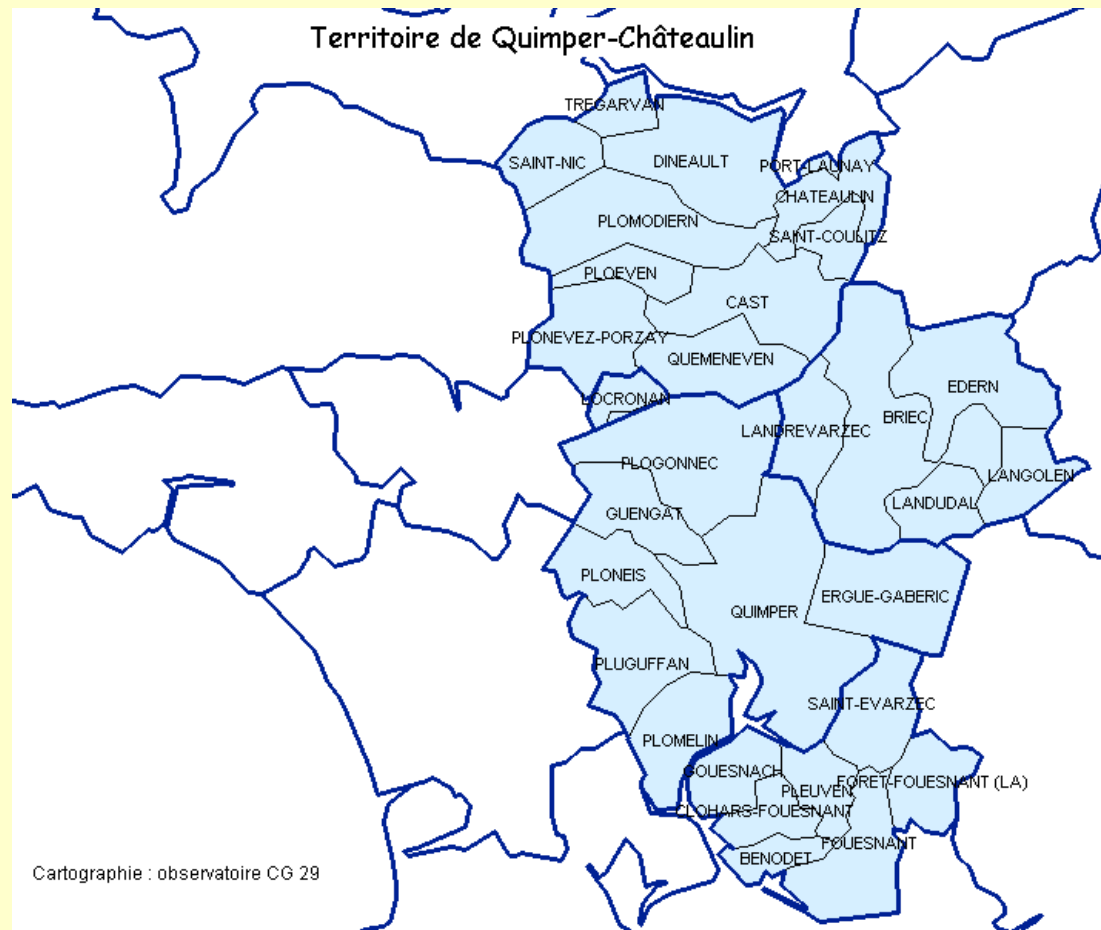 Territoire de Quimper-Châteaulin
TREGARVAN
SAINT-NIC
DINEAULT
PORT-LAUNAY
CHATEAULIN
PLOMODIERN
SAINT-COULITZ
PLOEVEN
CAST
PLONEVEZ-PORZAY
QUEMENEVEN
EDERN
LOCRONAN
BRIEC
LANDREVARZEC
PLOGONNEC
LANGOLEN
LANDUDAL
GUENGAT
PLONEIS
ERGUE-GABERIC
QUIMPER
PLUGUFFAN
SAINT-EVARZEC
PLOMELIN
GOUESNACH
FORET-FOUESNANT (LA)
PLEUVEN
CLOHARS-FOUESNANT
FOUESNANT
BENODET
Cartographie : observatoire CG 29